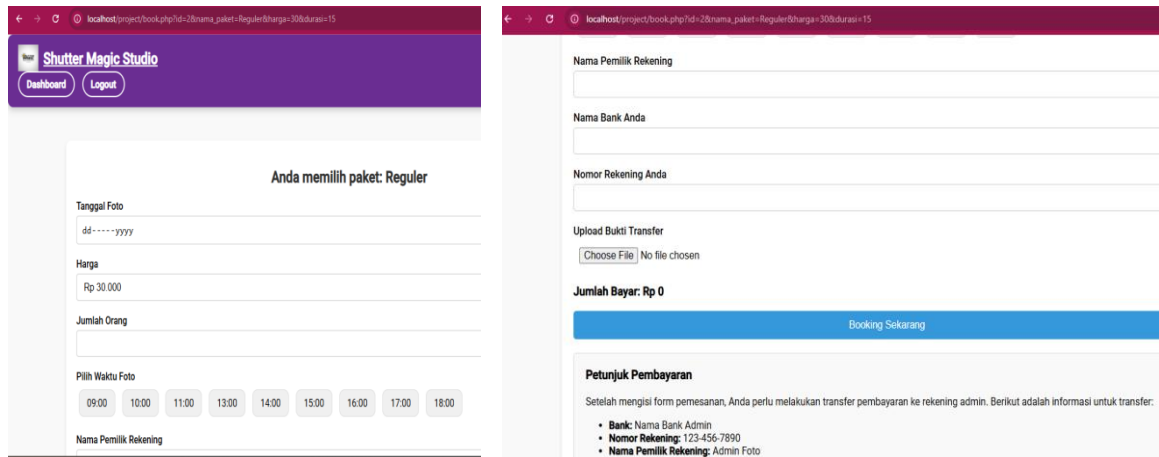 localhost/project/book.php?id=2&nama_paket=Reguler&harga=30&durasi=15
Shutter Magic Studio
Dashboard Logout
Anda memilih paket: Reguler
Tanggal Foto
dd-----yyyy
Harga
Rp 30.000
Jumlah Orang
Pilih Waktu Foto
09:00 10:00 11:00 13:00 14:00 15:00 16:00 17:00 18:00
Nama Pemilik Rekening
localhost/project/book.php?id=2&nama_paket=Reguler&harga=30&durasi=15
Nama Pemilik Rekening
Nama Bank Anda
Nomor Rekening Anda
Upload Bukti Transfer
Choose File No file chosen
Jumlah Bayar: Rp 0
Booking Sekarang
Petunjuk Pembayaran
Setelah mengisi form pemesanan, Anda perlu melakukan transfer pembayaran ke rekening admin. Berikut adalah informasi untuk transfer:
• Bank: Nama Bank Admin
• Nomor Rekening: 123-456-7890
• Nama Pemilik Rekening: Admin Foto